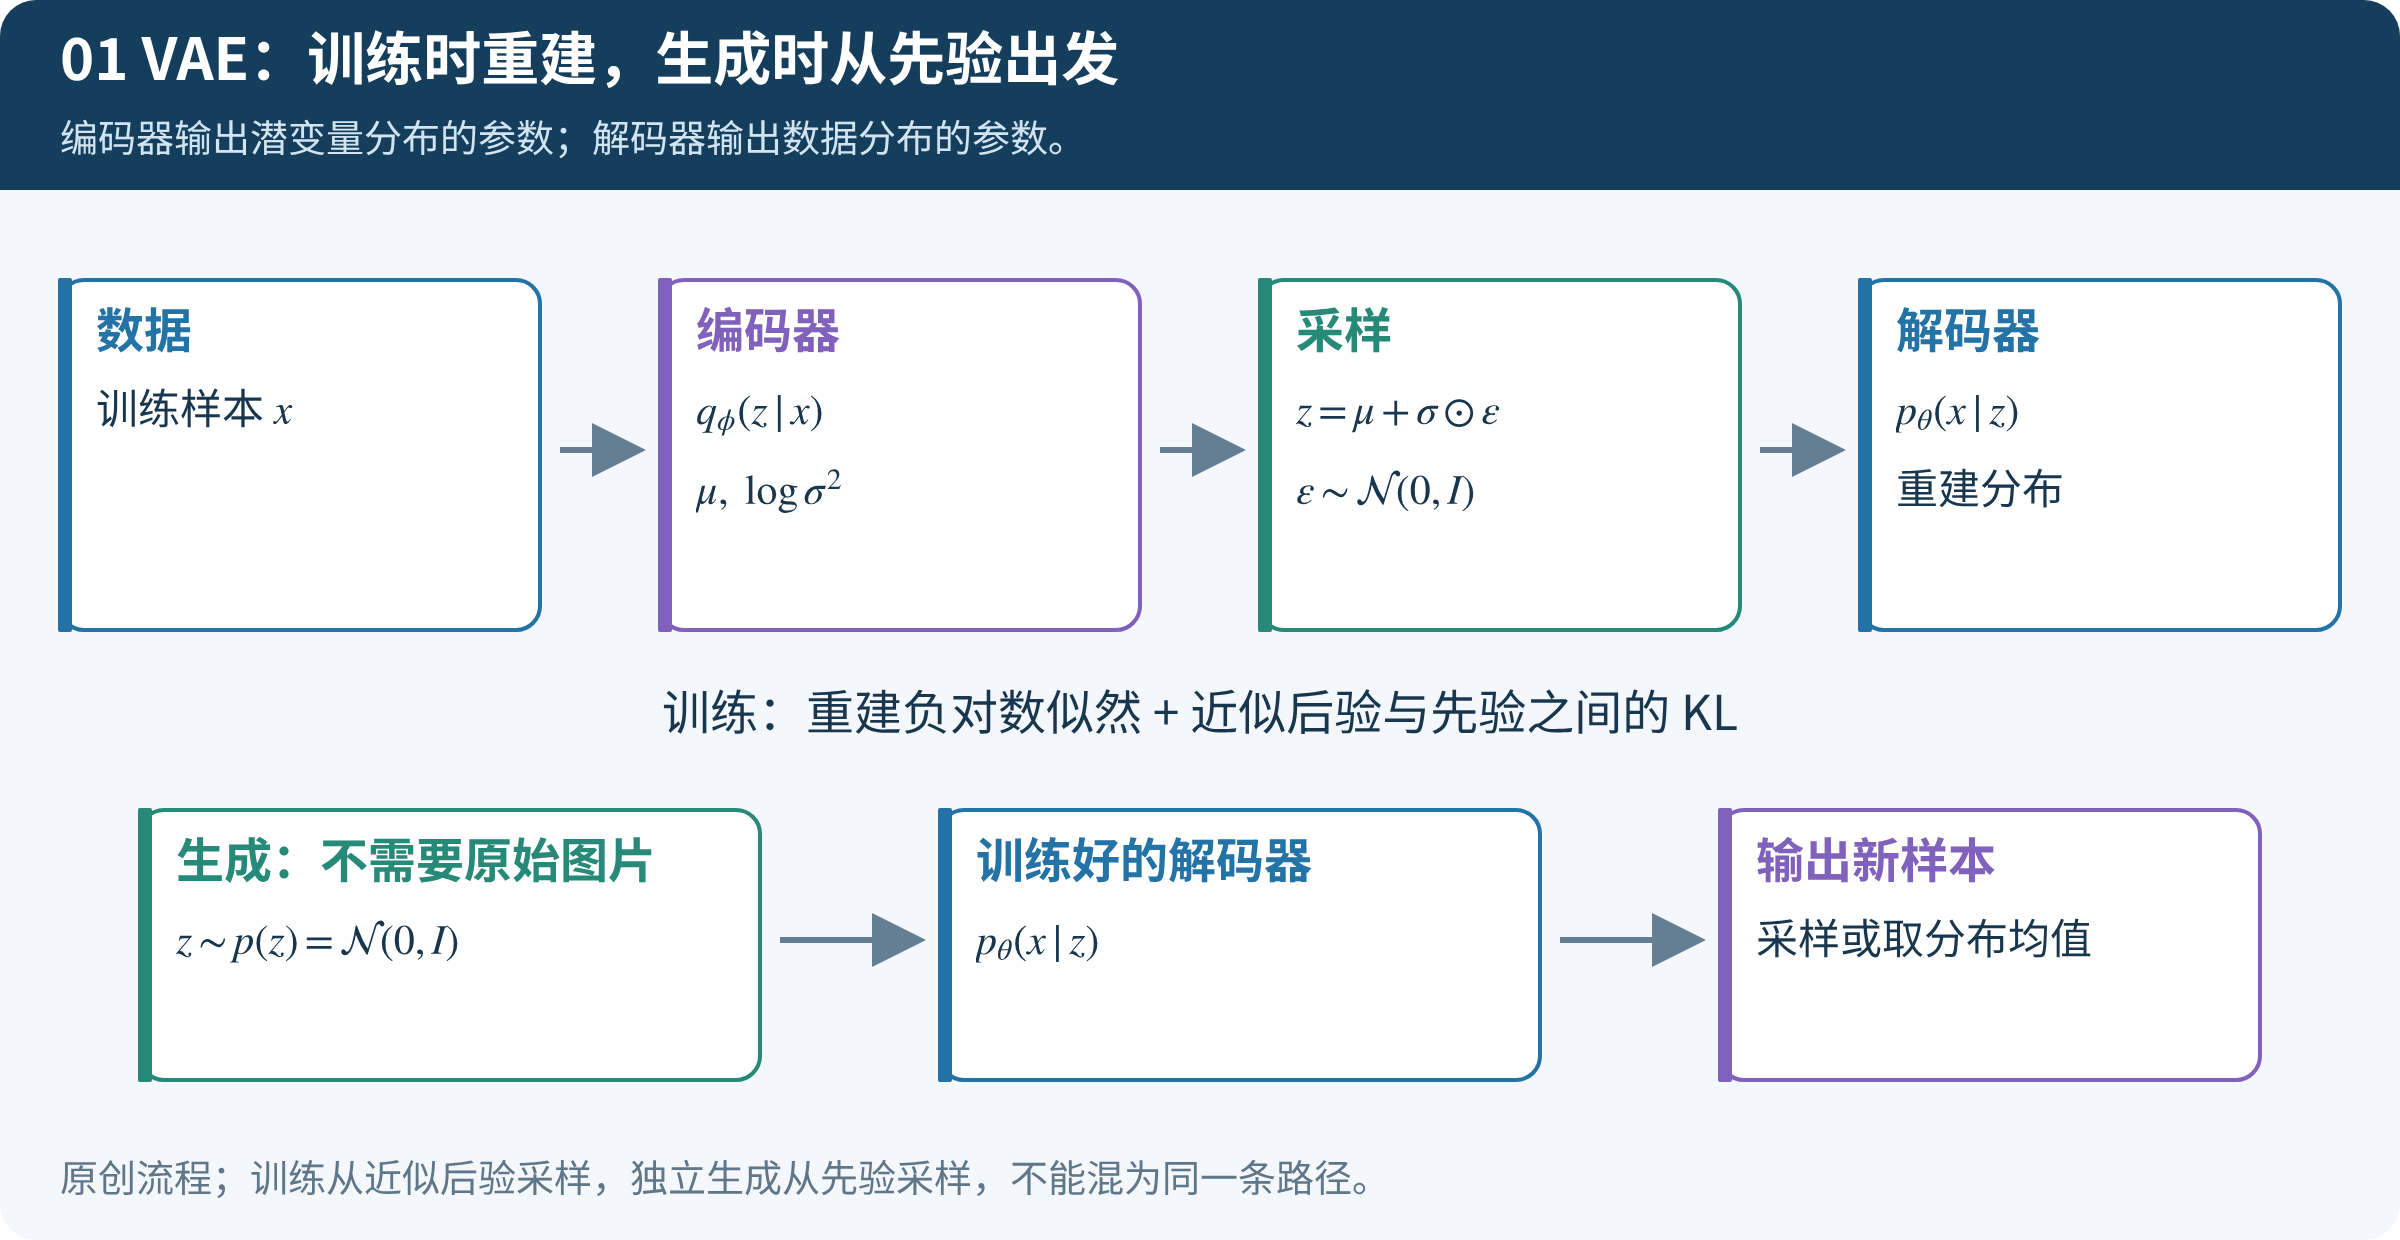 01 VAE：训练时重建，生成时从先验出发
编码器输出潜变量分布的参数；解码器输出数据分布的参数。
数据
训练样本 x
编码器
qϕ(z | x)
μ, log σ²
采样
z = μ + σ ⊙ ε
ε ~ 𝒩(0, I)
解码器
pθ(x | z)
重建分布
训练：重建负对数似然 + 近似后验与先验之间的 KL
生成：不需要原始图片
z ~ p(z) = 𝒩(0, I)
训练好的解码器
pθ(x | z)
输出新样本
采样或取分布均值
原创流程；训练从近似后验采样，独立生成从先验采样，不能混为同一条路径。